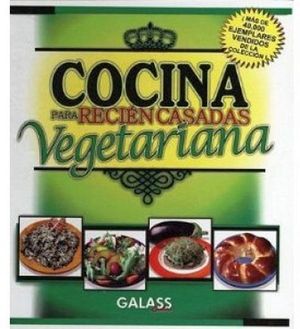 ¡ MÁS DE
40.000
EJEMPLARES
VENDIDOS
DE LA
COLECCIÓN !
COCINA
PARA RECIÉN CASADAS
Vegetariana
GALASS